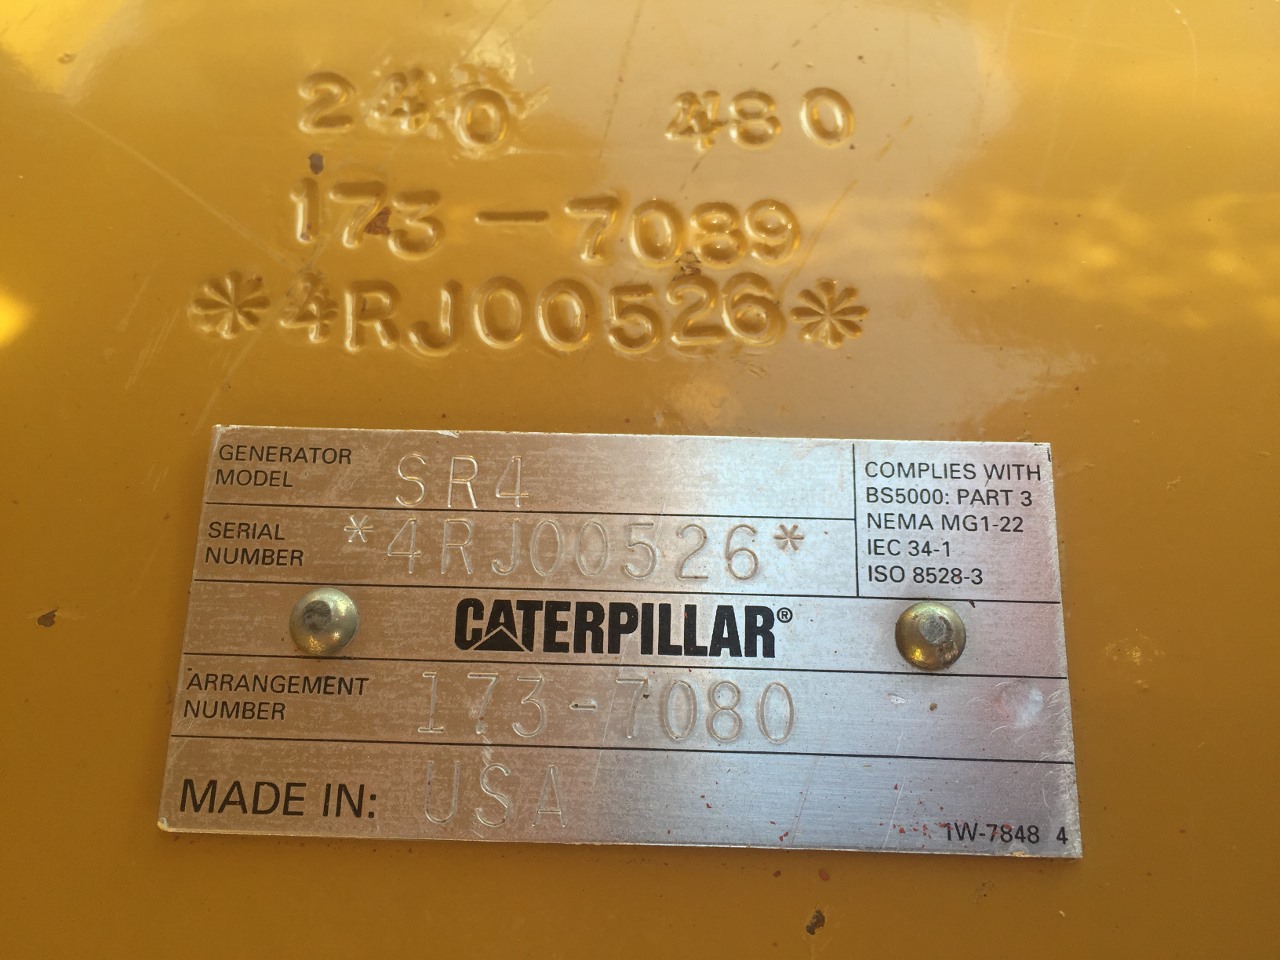 240 480
173-7089
*4RJ00526*
GENERATOR MODEL SR4
SERIAL NUMBER *4RJ00526*
COMPLIES WITH
BS5000: PART 3
NEMA MG1-22
IEC 34-1
ISO 8528-3
CATERPILLAR®
ARRANGEMENT NUMBER 173-7080
MADE IN: USA
1W-7848 4